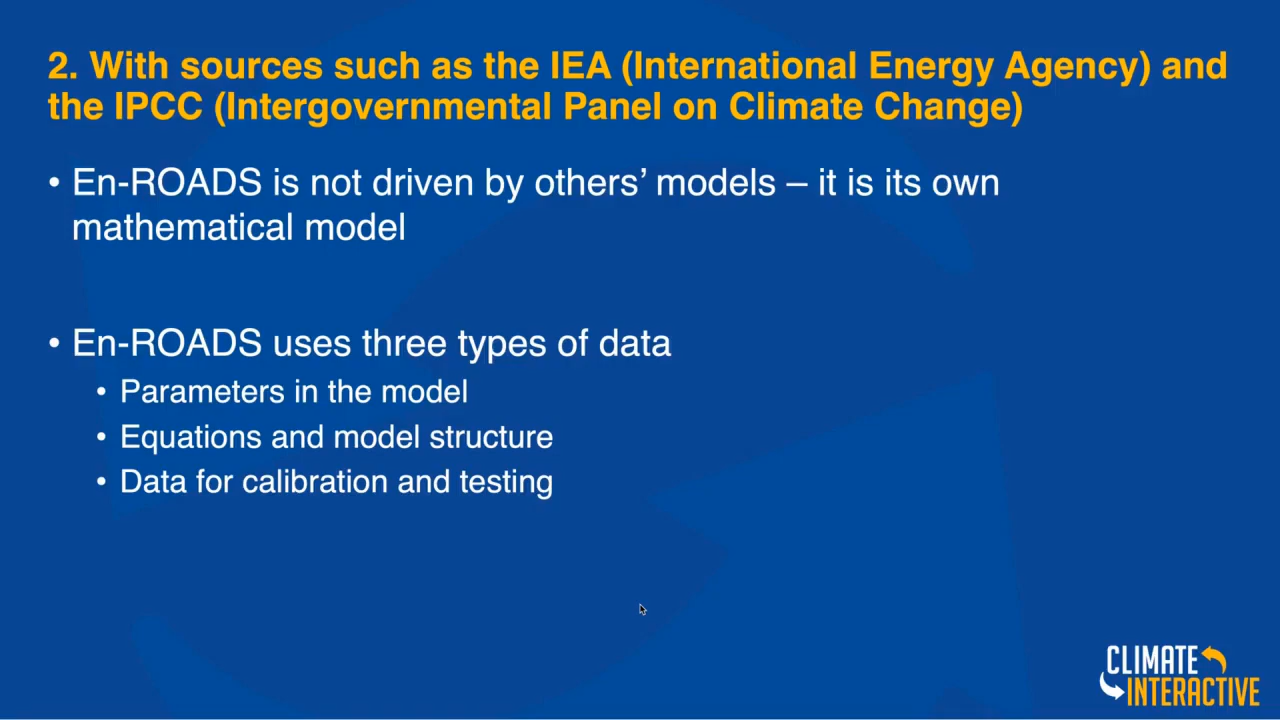 2. With sources such as the IEA (International Energy Agency) and
the IPCC (Intergovernmental Panel on Climate Change)
• En-ROADS is not driven by others’ models – it is its own
mathematical model
• En-ROADS uses three types of data
• Parameters in the model
• Equations and model structure
• Data for calibration and testing
CLIMATE
INTERACTIVE